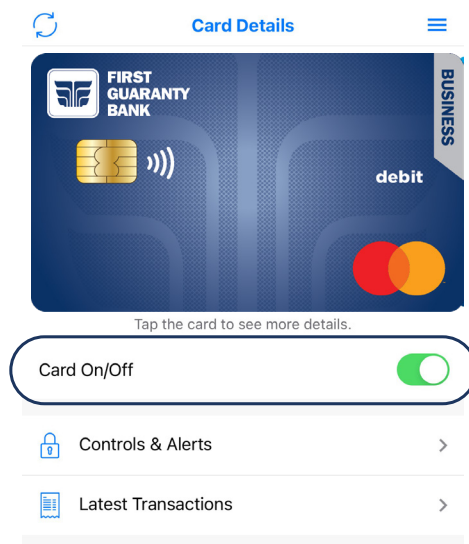 Card Details
FIRST
GUARANTY
BANK
BUSINESS
debit
Tap the card to see more details.
Card On/Off
Controls & Alerts
Latest Transactions